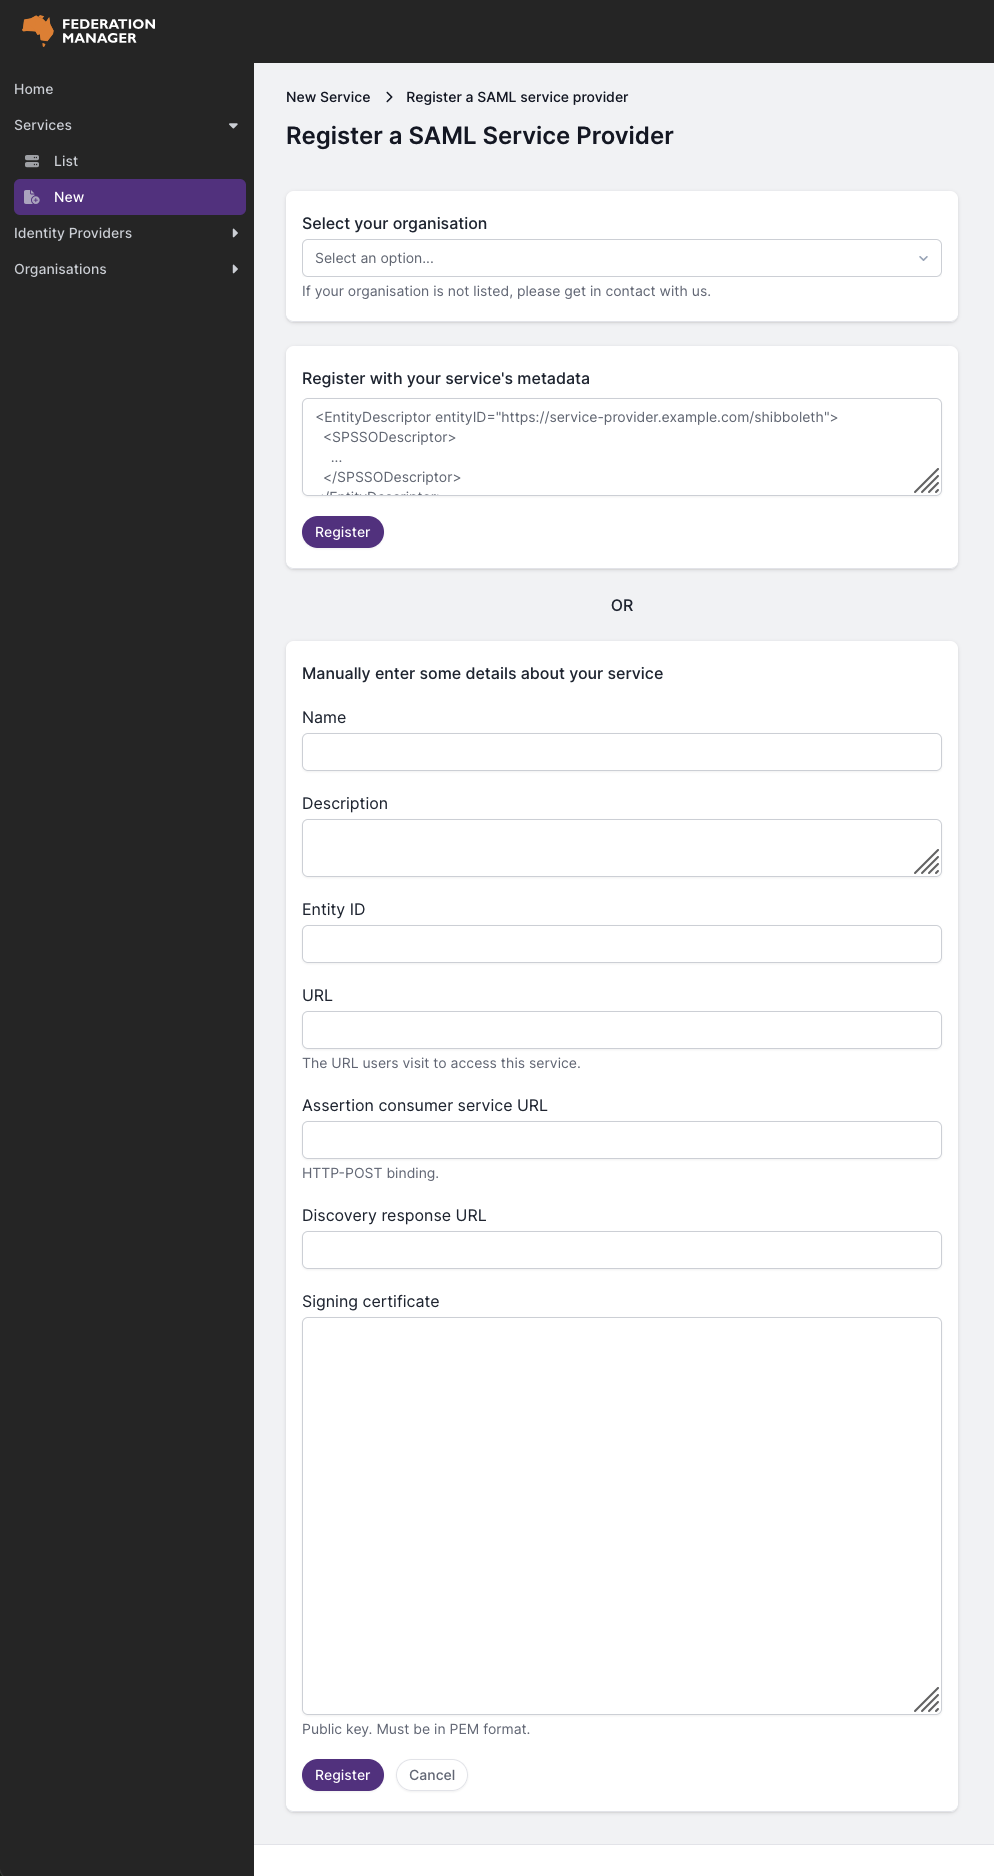 FEDERATION
MANAGER
Home
Services
List
New
Identity Providers
Organisations
New Service > Register a SAML service provider
Register a SAML Service Provider
Select your organisation
Select an option...
If your organisation is not listed, please get in contact with us.
Register with your service's metadata
<EntityDescriptor entityID="https://service-provider.example.com/shibboleth">
<SPSSODescriptor>
...
</SPSSODescriptor>
</EntityDescriptor>
Register
OR
Manually enter some details about your service
Name
Description
Entity ID
URL
The URL users visit to access this service.
Assertion consumer service URL
HTTP-POST binding.
Discovery response URL
Signing certificate
Public key. Must be in PEM format.
Register
Cancel